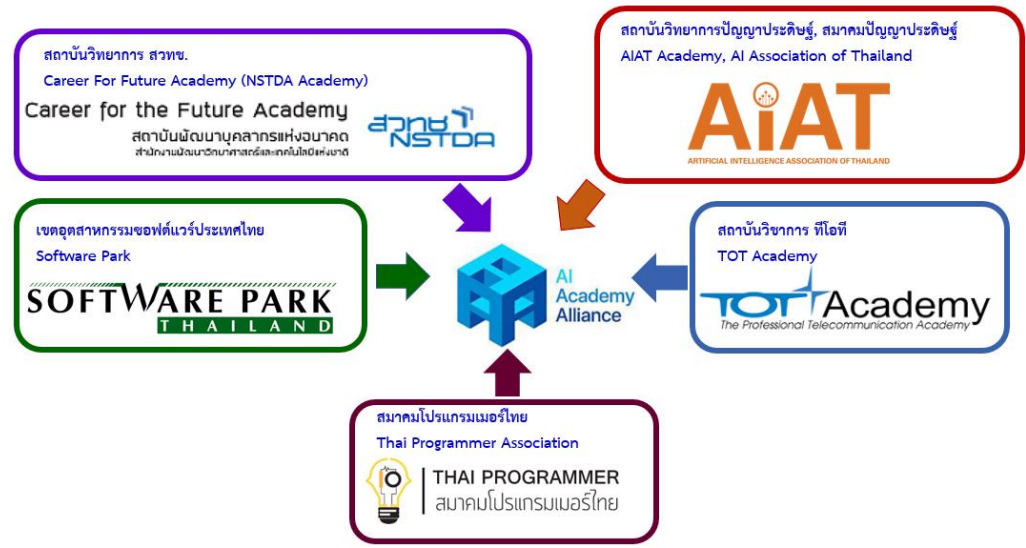 สถาบันวิทยาการ สวทช.
Career For Future Academy (NSTDA Academy)
Career for the Future Academy
สถาบันพัฒนาบุคลากรแห่งอนาคต
สำนักงานพัฒนาวิทยาศาสตร์และเทคโนโลยีแห่งชาติ
สวทช
NSTDA
สถาบันวิทยาการปัญญาประดิษฐ์, สมาคมปัญญาประดิษฐ์
AIAT Academy, AI Association of Thailand
AiAT
ARTIFICIAL INTELLIGENCE ASSOCIATION OF THAILAND
เขตอุตสาหกรรมซอฟต์แวร์ประเทศไทย
Software Park
SOFTWARE PARK
THAILAND
AI
Academy
Alliance
สถาบันวิชาการ ทีโอที
TOT Academy
TOT Academy
The Professional Telecommunication Academy
สมาคมโปรแกรมเมอร์ไทย
Thai Programmer Association
THAI PROGRAMMER
สมาคมโปรแกรมเมอร์ไทย